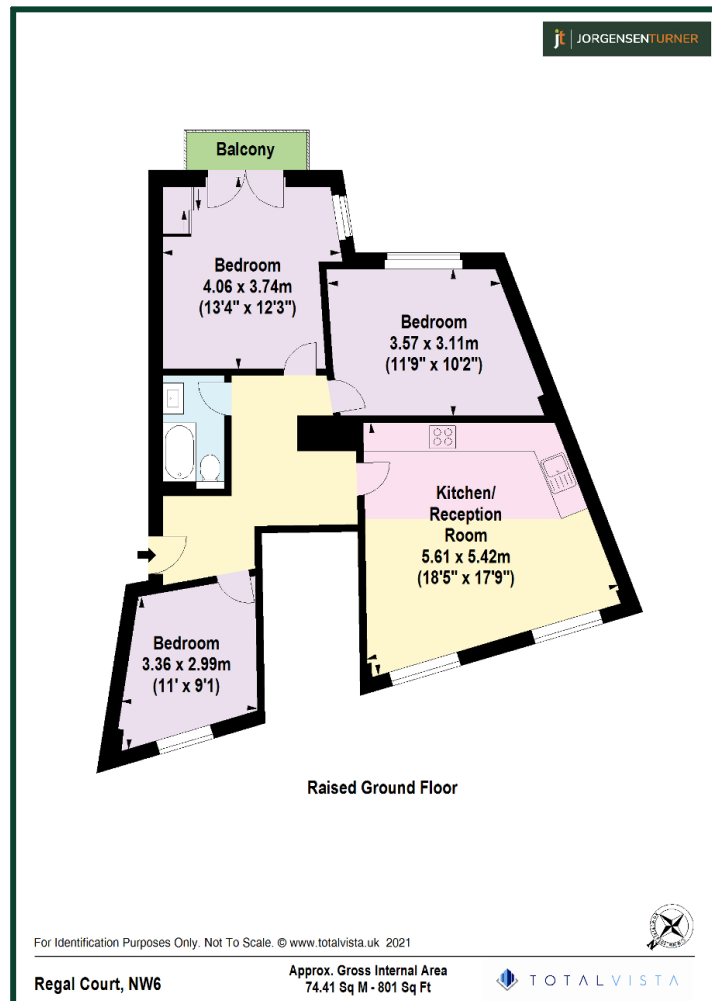 jt JORGENSENTURNER
Balcony
Bedroom
4.06 x 3.74m
(13'4" x 12'3")
Bedroom
3.57 x 3.11m
(11'9" x 10'2")
Kitchen/
Reception
Room
5.61 x 5.42m
(18'5" x 17'9")
Bedroom
3.36 x 2.99m
(11' x 9'1)
Raised Ground Floor
For Identification Purposes Only. Not To Scale. © www.totalvista.uk 2021
Regal Court, NW6
Approx. Gross Internal Area
74.41 Sq M - 801 Sq Ft
TOTALVISTA